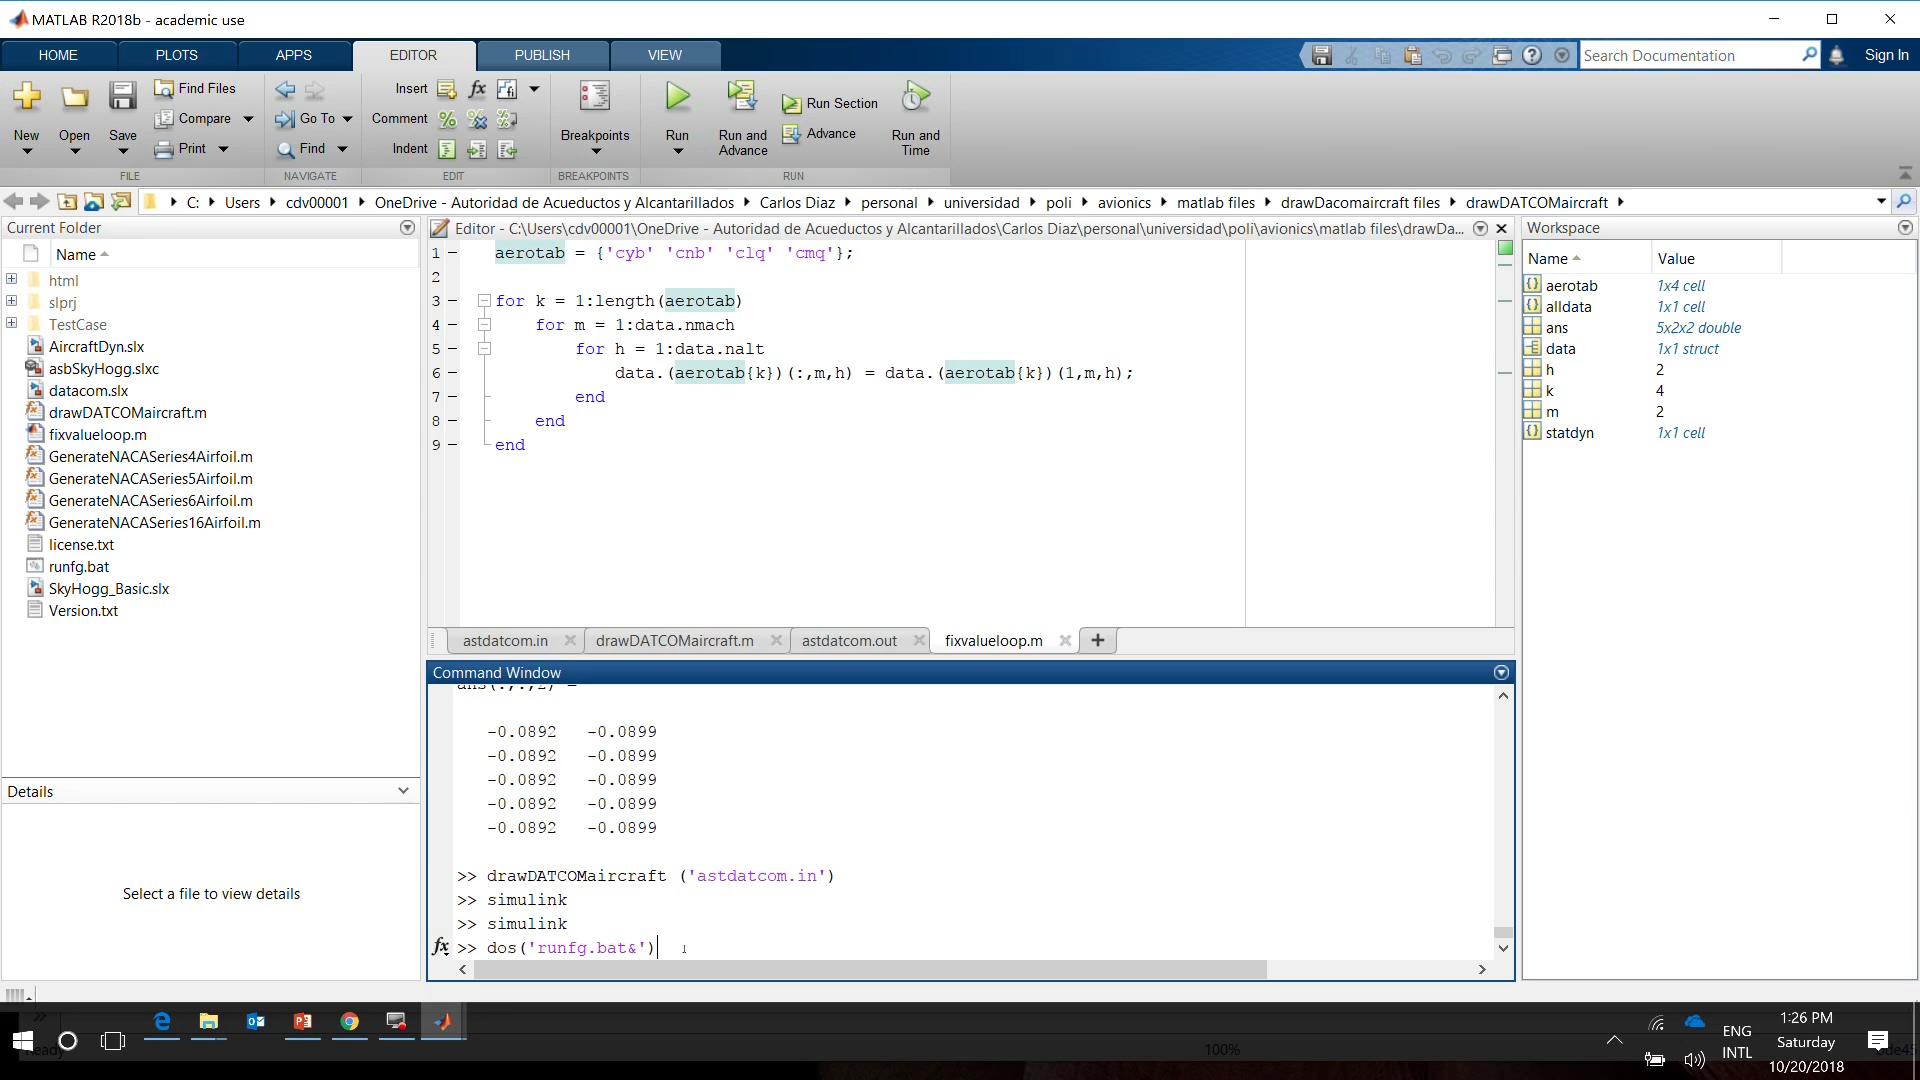 MATLAB R2018b - academic use
HOME PLOTS APPS EDITOR PUBLISH VIEW Search Documentation Sign In
New Open Save Find Files Compare Print
FILE
Go To Find
NAVIGATE
Insert fx
Comment
Indent
EDIT
Breakpoints
BREAKPOINTS
Run
Run and Advance
Run Section
Advance
Run and Time
RUN
C: Users cdv00001 OneDrive - Autoridad de Acueductos y Alcantarillados Carlos Diaz personal universidad poli avionics matlab files drawDacomaircraft files drawDATCOMaircraft
Current Folder
Name
html
slprj
TestCase
AircraftDyn.slx
asbSkyHogg.slxc
datacom.slx
drawDATCOMaircraft.m
fixvalueloop.m
GenerateNACASeries4Airfoil.m
GenerateNACASeries5Airfoil.m
GenerateNACASeries6Airfoil.m
GenerateNACASeries16Airfoil.m
license.txt
runfg.bat
SkyHogg_Basic.slx
Version.txt
Details
Select a file to view details
Editor - C:\Users\cdv00001\OneDrive - Autoridad de Acueductos y Alcantarillados\Carlos Diaz\personal\universidad\poli\avionics\matlab files\drawDa...
1 aerotab = {'cyb' 'cnb' 'clq' 'cmq'};
2
3 for k = 1:length(aerotab)
4 for m = 1:data.nmach
5 for h = 1:data.nalt
6 data.(aerotab{k})(:,m,h) = data.(aerotab{k})(1,m,h);
7 end
8 end
9 end
astdatcom.in drawDATCOMaircraft.m astdatcom.out fixvalueloop.m
Command Window
ans(:,:,2) =
-0.0892 -0.0899
-0.0892 -0.0899
-0.0892 -0.0899
-0.0892 -0.0899
-0.0892 -0.0899
>> drawDATCOMaircraft ('astdatcom.in')
>> simulink
>> simulink
fx >> dos('runfg.bat&')
Workspace
Name Value
aerotab 1x4 cell
alldata 1x1 cell
ans 5x2x2 double
data 1x1 struct
h 2
k 4
m 2
statdyn 1x1 cell
Ready 100%
ENG
INTL
1:26 PM
Saturday
10/20/2018